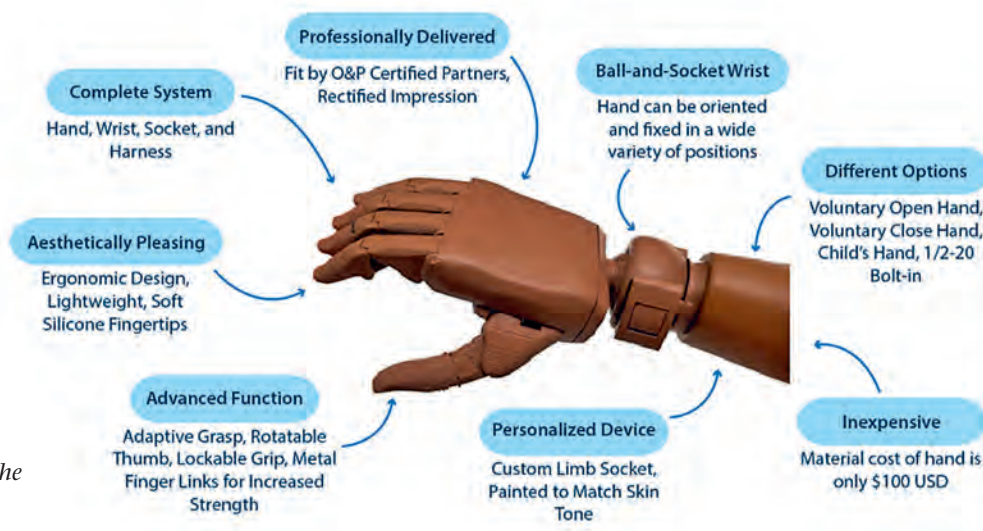 Professionally Delivered
Fit by O&P Certified Partners,
Rectified Impression
Complete System
Hand, Wrist, Socket, and
Harness
Ball-and-Socket Wrist
Hand can be oriented
and fixed in a wide
variety of positions
Different Options
Voluntary Open Hand,
Voluntary Close Hand,
Child's Hand, 1/2-20
Bolt-in
Aesthetically Pleasing
Ergonomic Design,
Lightweight, Soft
Silicone Fingertips
Advanced Function
Adaptive Grasp, Rotatable
Thumb, Lockable Grip, Metal
Finger Links for Increased
Strength
Personalized Device
Custom Limb Socket,
Painted to Match Skin
Tone
Inexpensive
Material cost of hand is
only $100 USD
he